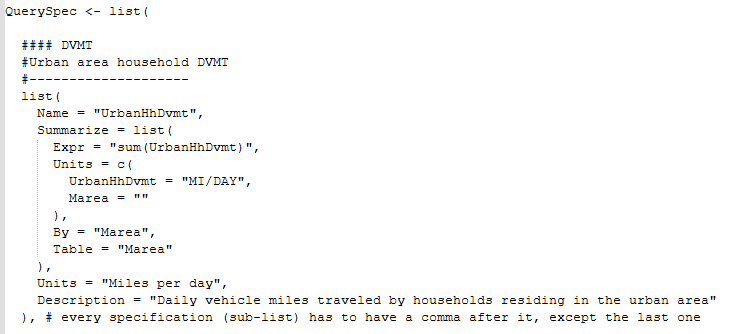 QuerySpec <- list(
#### DVMT
#Urban area household DVMT
#--------------------
list(
Name = "UrbanHhDvmt",
Summarize = list(
Expr = "sum(UrbanHhDvmt)",
Units = c(
UrbanHhDvmt = "MI/DAY",
Marea = ""
),
By = "Marea",
Table = "Marea"
),
Units = "Miles per day",
Description = "Daily vehicle miles traveled by households residing in the urban area"
), # every specification (sub-list) has to have a comma after it, except the last one